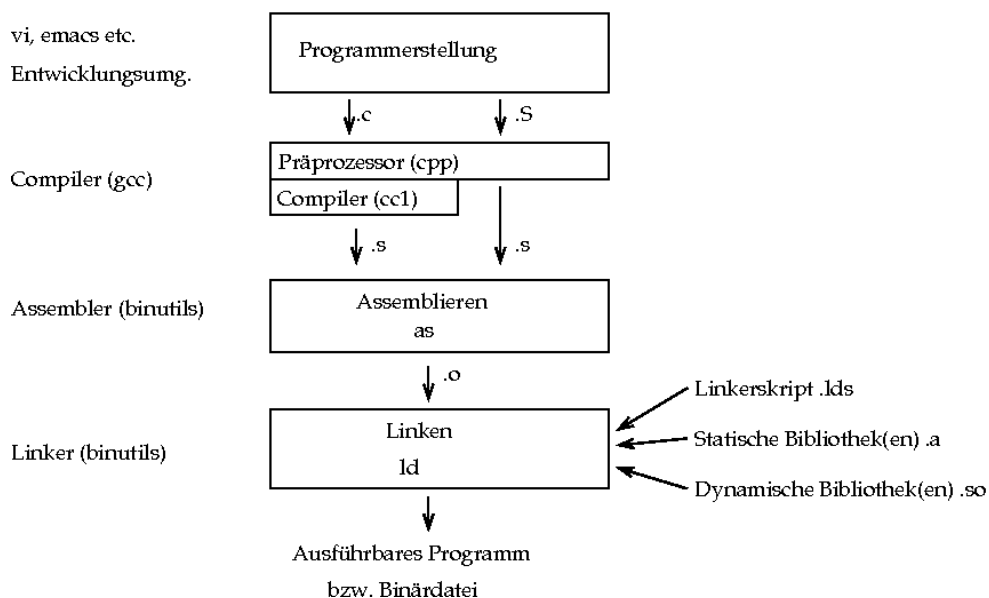 vi, emacs etc.
Entwicklungsumg.
Programmerstellung
.c
.S
Compiler (gcc)
Präprozessor (cpp)
Compiler (cc1)
.s
.s
Assembler (binutils)
Assemblieren
as
.o
Linker (binutils)
Linken
ld
Linkerskript .lds
Statische Bibliothek(en) .a
Dynamische Bibliothek(en) .so
Ausführbares Programm
bzw. Binärdatei